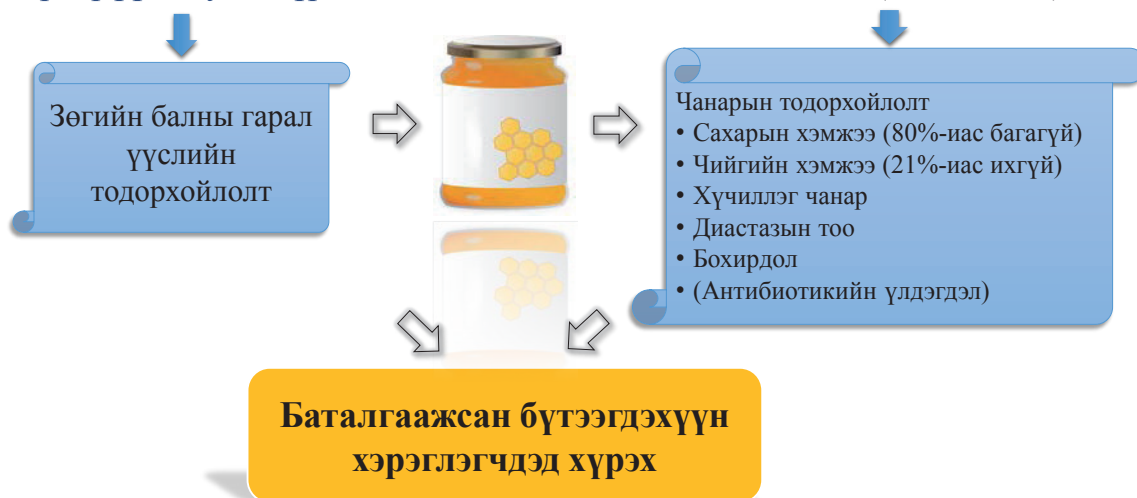 Зөгийн балны гарал
үүслийн
тодорхойлолт
Чанарын тодорхойлолт
• Сахарын хэмжээ (80%-иас багагүй)
• Чийгийн хэмжээ (21%-иас ихгүй)
• Хүчиллэг чанар
• Диастазын тоо
• Бохирдол
• (Антибиотикийн үлдэгдэл)
Баталгаажсан бүтээгдэхүүн
хэрэглэгчдэд хүрэх